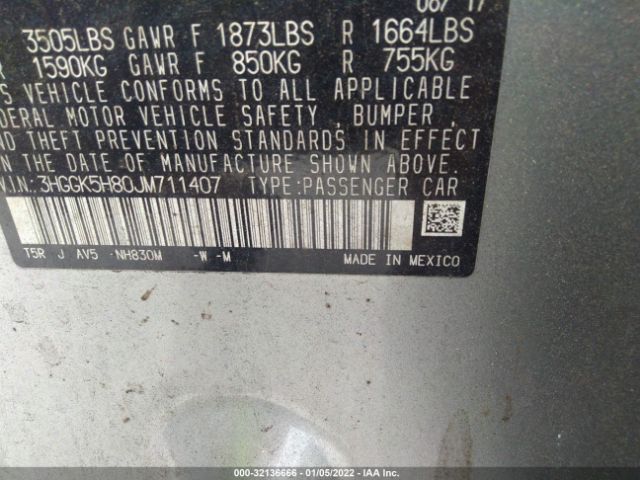 08/ 17
3505LBS GAWR F 1873LBS R 1664LBS
1590KG GAWR F 850KG R 755KG
S VEHICLE CONFORMS TO ALL APPLICABLE
DERAL MOTOR VEHICLE SAFETY , BUMPER ,
ND THEFT PREVENTION STANDARDS IN EFFECT
N THE DATE OF MANUFACTURE SHOWN ABOVE.
V.I.N.:3HGGK5H80JM711407 TYPE:PASSENGER CAR
T5R J AV5 -NH830M -W -M
MADE IN MEXICO
000-32136666 - 01/05/2022 - IAA Inc.